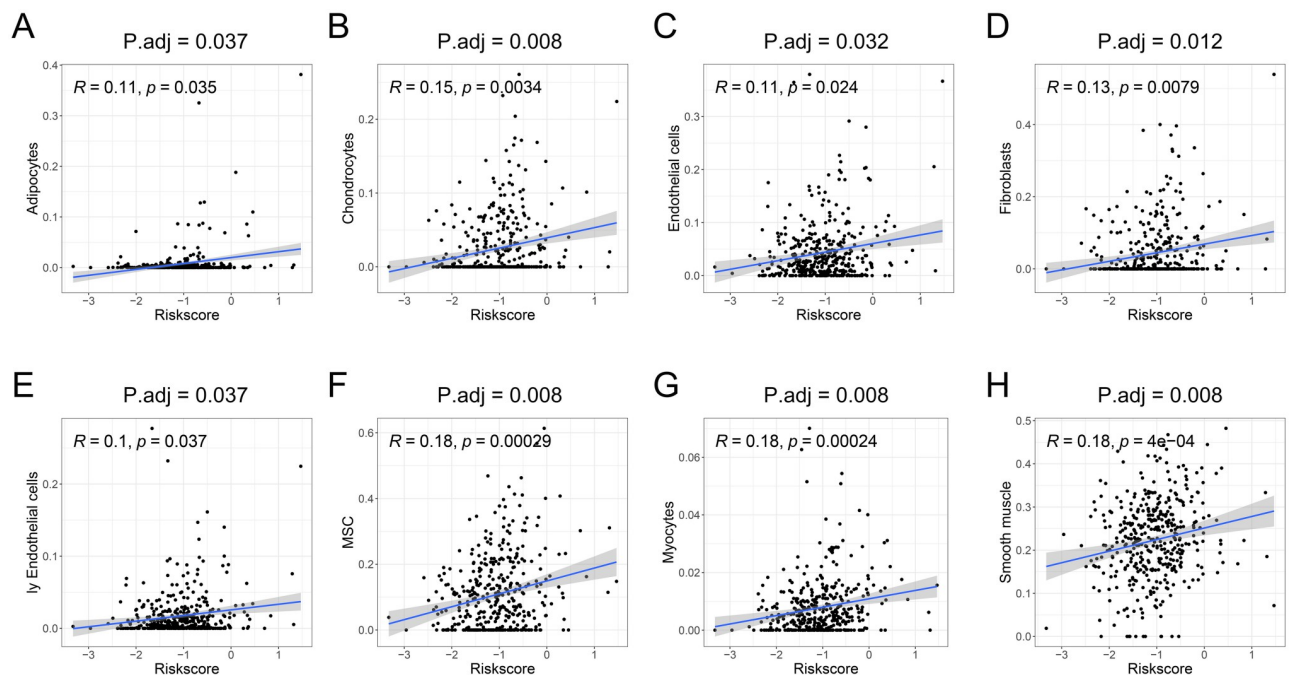 A
P.adj = 0.037
R = 0.11, p = 0.035
Adipocytes
0.4
0.3
0.2
0.1
0.0
−3 −2 −1 0 1
Riskscore
B
P.adj = 0.008
R = 0.15, p = 0.0034
Chondrocytes
0.2
0.1
0.0
−3 −2 −1 0 1
Riskscore
C
P.adj = 0.032
R = 0.11, p = 0.024
Endothelial cells
0.3
0.2
0.1
0.0
−3 −2 −1 0 1
Riskscore
D
P.adj = 0.012
R = 0.13, p = 0.0079
Fibroblasts
0.4
0.2
0.0
−3 −2 −1 0 1
Riskscore
E
P.adj = 0.037
R = 0.1, p = 0.037
ly Endothelial cells
0.2
0.1
0.0
−3 −2 −1 0 1
Riskscore
F
P.adj = 0.008
R = 0.18, p = 0.00029
MSC
0.6
0.4
0.2
0.0
−3 −2 −1 0 1
Riskscore
G
P.adj = 0.008
R = 0.18, p = 0.00024
Myocytes
0.06
0.04
0.02
0.00
−3 −2 −1 0 1
Riskscore
H
P.adj = 0.008
R = 0.18, p = 4e−04
Smooth muscle
0.5
0.4
0.3
0.2
0.1
0.0
−3 −2 −1 0 1
Riskscore